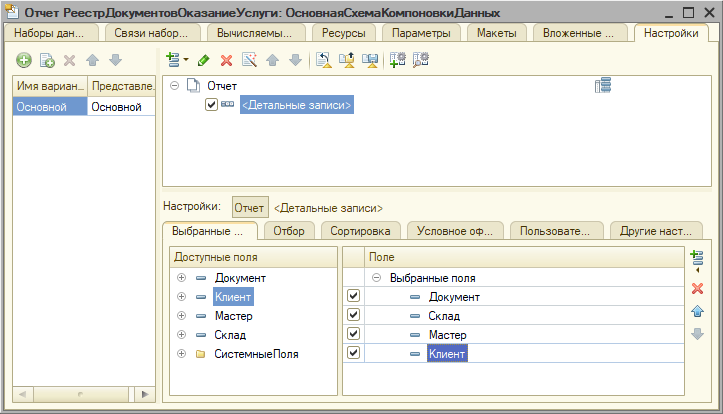 Отчет РеестрДокументовОказаниеУслуги: ОсновнаяСхемаКомпоновкиДанных
Наборы дан... Связи набор... Вычисляемы... Ресурсы Параметры Макеты Вложенные ... Настройки
Имя вариан... Представле...
Основной Основной
Отчет
<Детальные записи>
Настройки: Отчет <Детальные записи>
Выбранные ... Отбор Сортировка Условное оф... Пользовате... Другие наст...
Доступные поля
Документ
Клиент
Мастер
Склад
СистемныеПоля
Поле
Выбранные поля
Документ
Склад
Мастер
Клиент